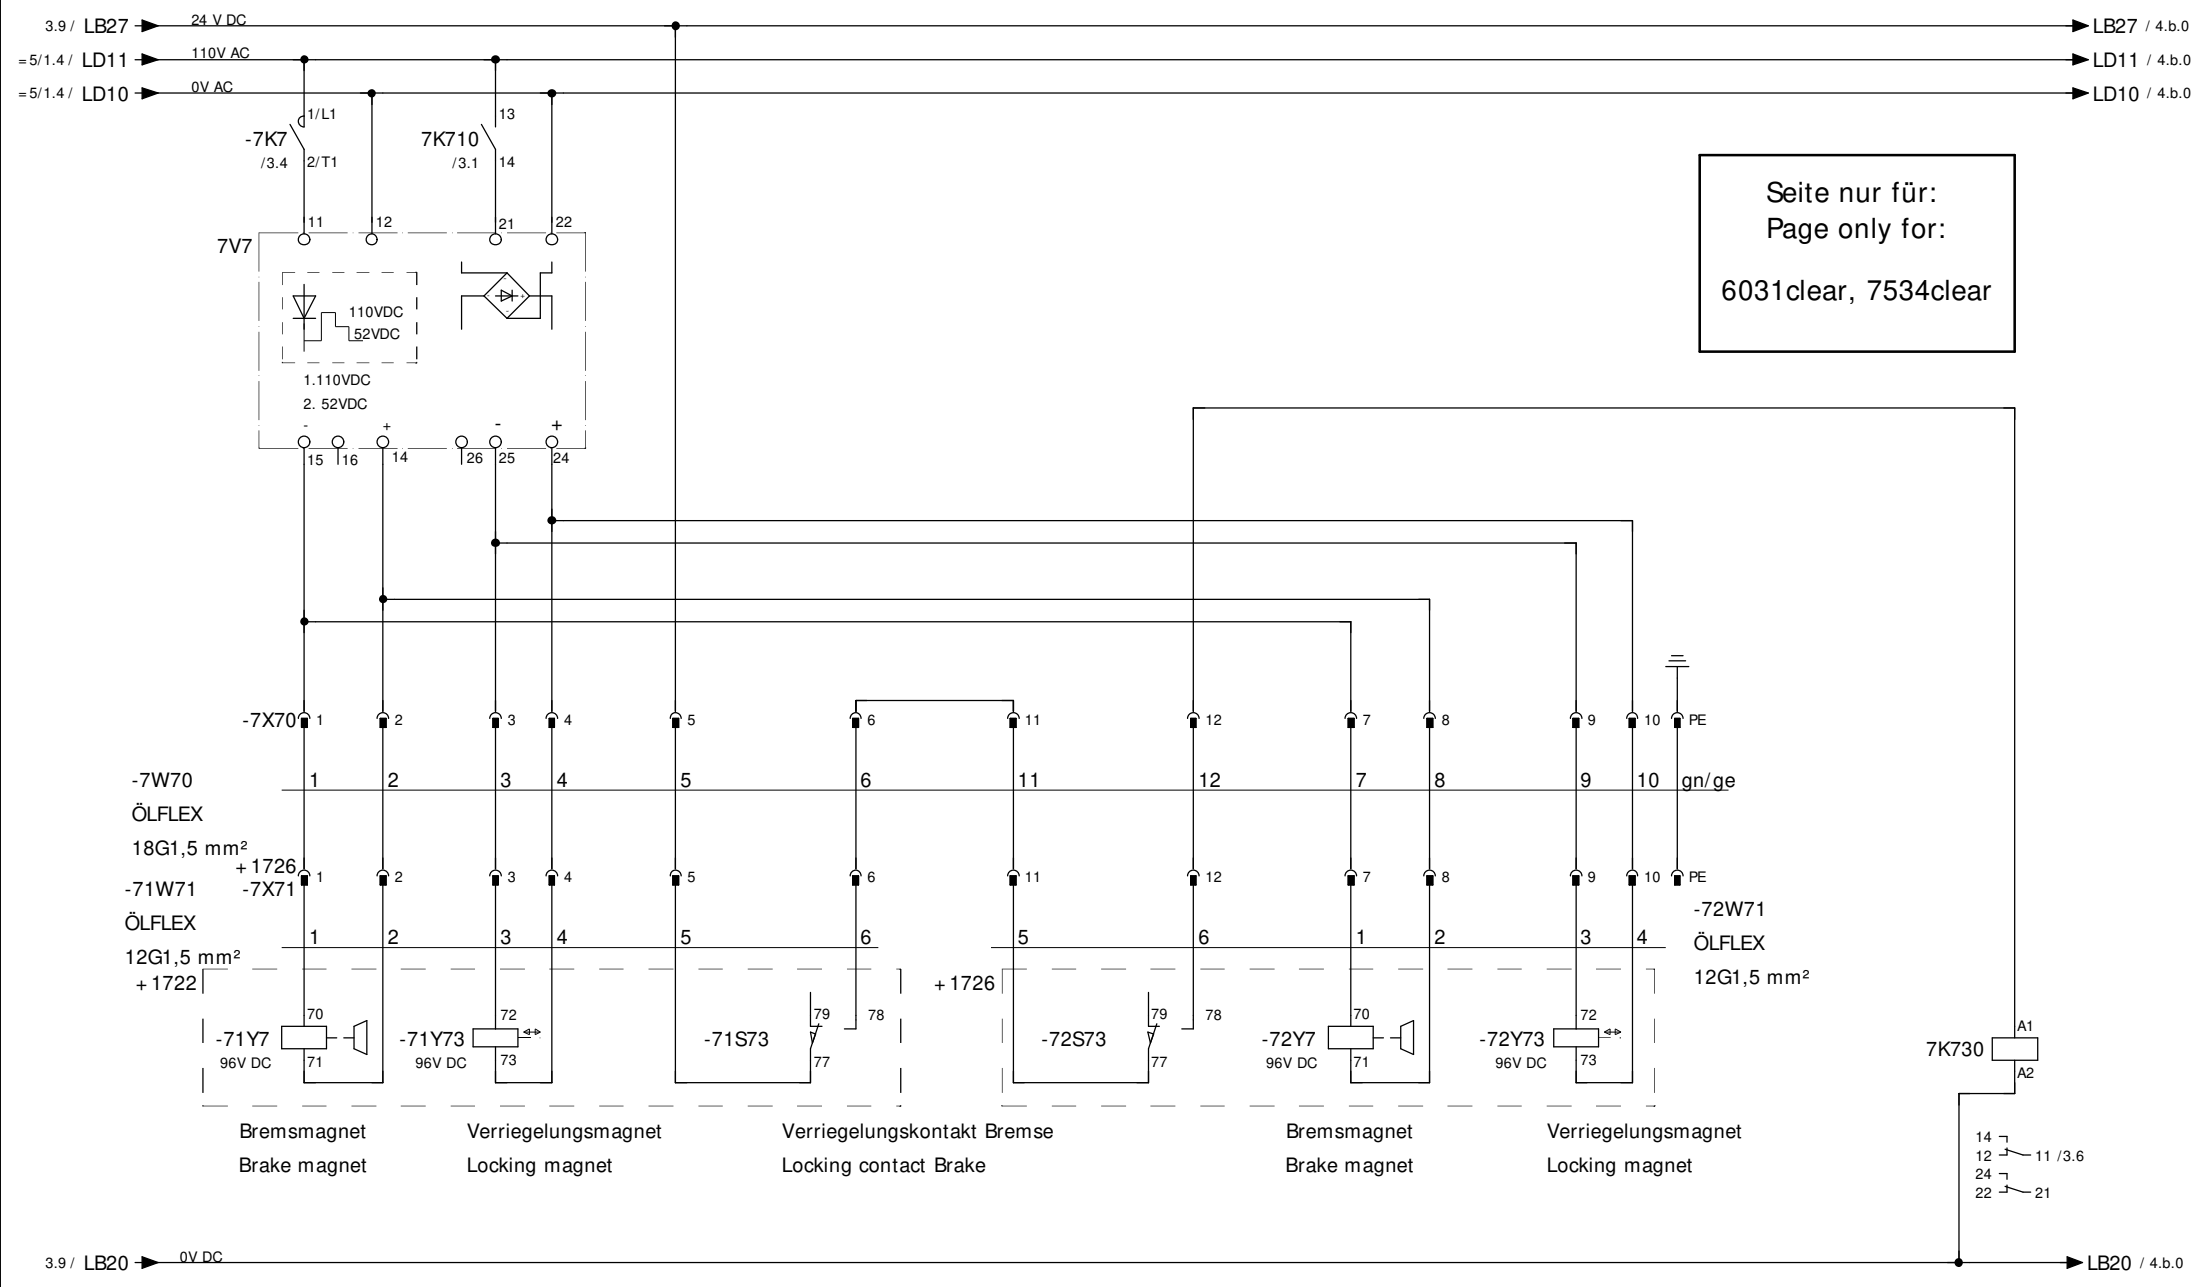 3.9 / LB27 24 V DC LB27 / 4.b.0
=5/1.4 / LD11 110V AC LD11 / 4.b.0
=5/1.4 / LD10 0V AC LD10 / 4.b.0
1/L1 13
-7K7 7K710
/3.4 2/T1 /3.1 14
Seite nur für:
Page only for:
6031clear, 7534clear
11 12 21 22
7V7
110VDC
52VDC
1.110VDC
2. 52VDC
- + - +
15 16 14 26 25 24
-7X70 1 2 3 4 5 6 11 12 7 8 9 10 PE
-7W70 1 2 3 4 5 6 11 12 7 8 9 10 gn/ge
ÖLFLEX
18G1,5 mm²
+1726
-7X71 1 2 3 4 5 6 11 12 7 8 9 10 PE
-71W71
ÖLFLEX
12G1,5 mm²
1 2 3 4 5 6 5 6 1 2 3 4
-72W71
ÖLFLEX
12G1,5 mm²
+1722 +1726
70 72 79 78 79 78 70 72
-71Y7 -71Y73 -71S73 -72S73 -72Y7 -72Y73
96V DC 71 96V DC 73 77 77 96V DC 71 96V DC 73
A1
7K730
A2
Bremsmagnet Verriegelungsmagnet Verriegelungskontakt Bremse Bremsmagnet Verriegelungsmagnet
Brake magnet Locking magnet Locking contact Brake Brake magnet Locking magnet
14
12 11 /3.6
24
22 21
3.9 / LB20 0V DC LB20 / 4.b.0